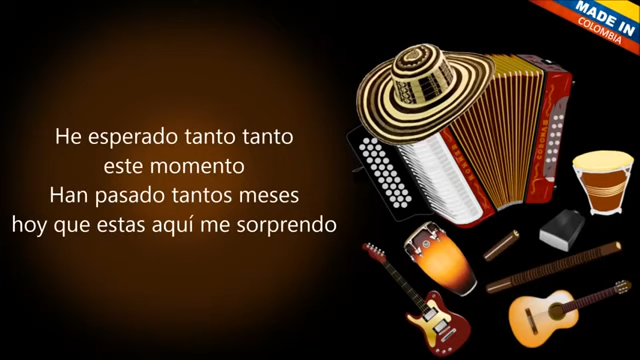 He esperado tanto tanto
este momento
Han pasado tantos meses
hoy que estas aquí me sorprendo
MADE IN
COLOMBIA
HOHNER